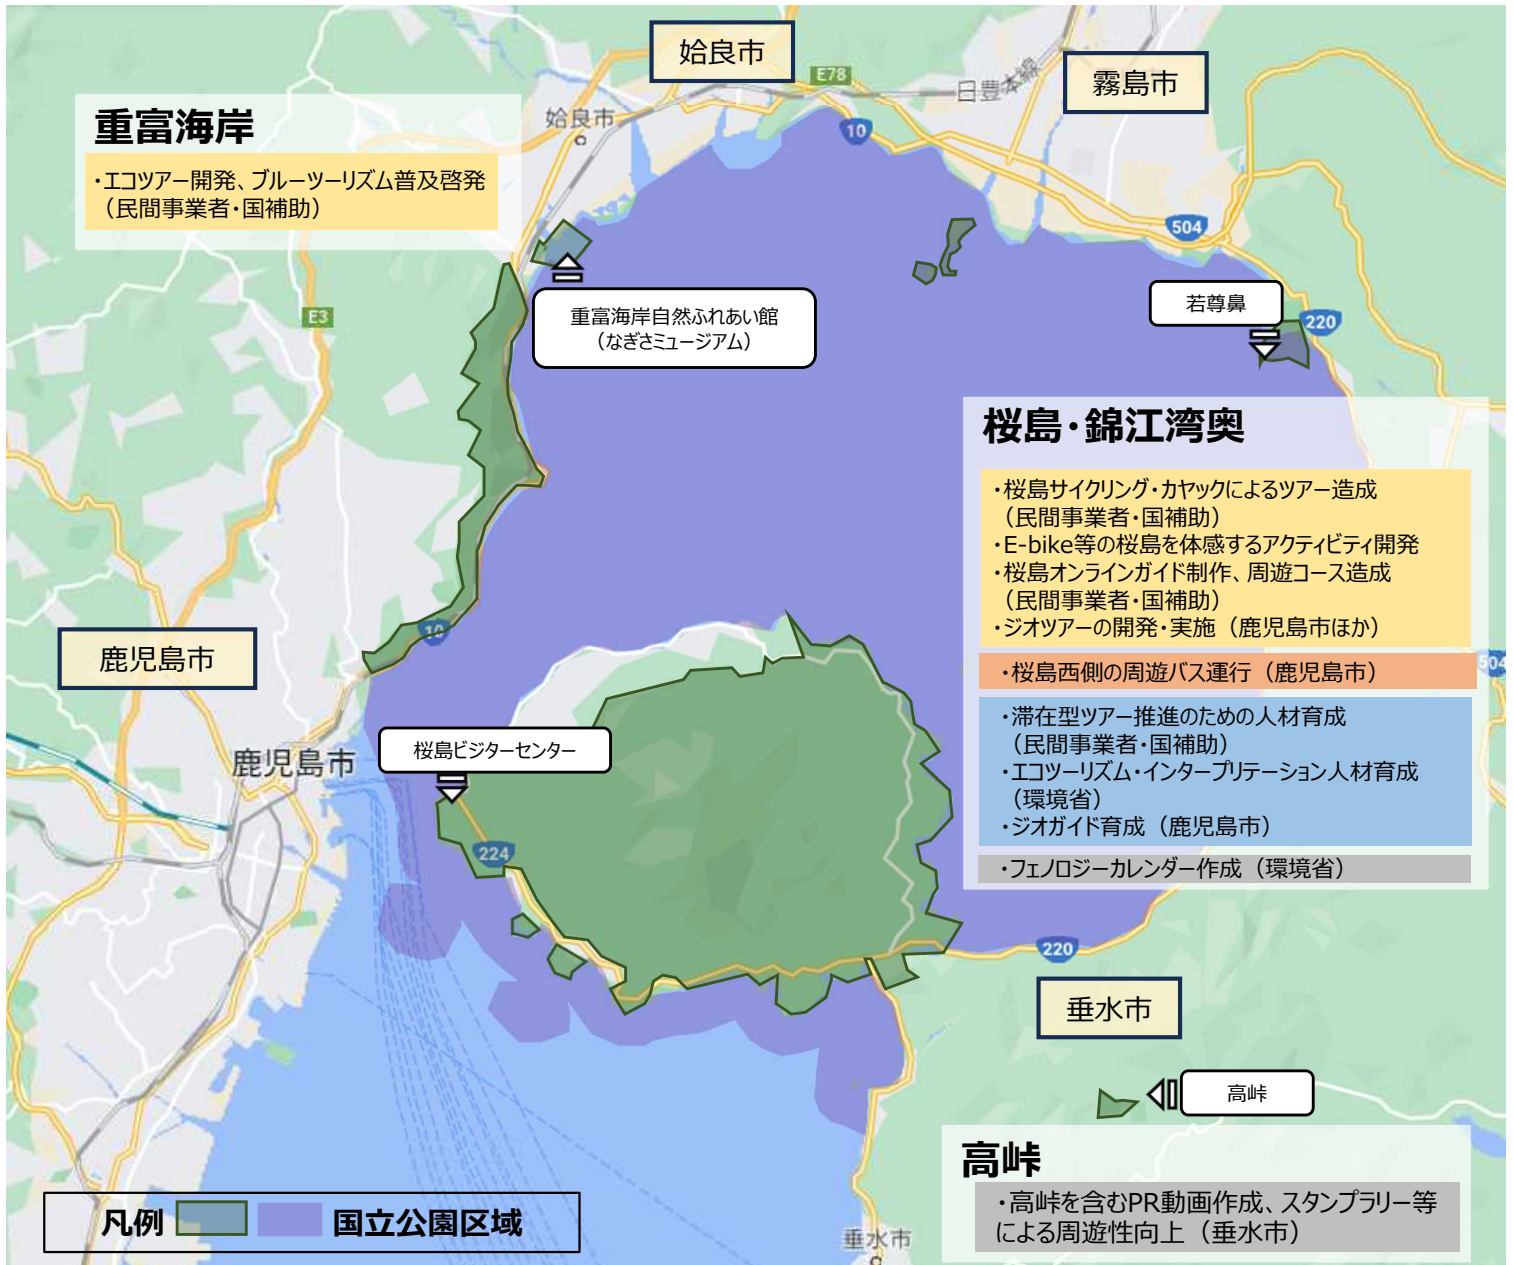 姶良市
霧島市
E78
日豊本線
重富海岸
・エコツアー開発、ブルーツーリズム普及啓発
（民間事業者・国補助）
姶良市
10
504
E3
重富海岸自然ふれあい館
（なぎさミュージアム）
若尊鼻
220
桜島・錦江湾奥
・桜島サイクリング・カヤックによるツアー造成
（民間事業者・国補助）
・E-bike等の桜島を体感するアクティビティ開発
・桜島オンラインガイド制作、周遊コース造成
（民間事業者・国補助）
・ジオツアーの開発・実施（鹿児島市ほか）
・桜島西側の周遊バス運行（鹿児島市）
504
・滞在型ツアー推進のための人材育成
（民間事業者・国補助）
・エコツーリズム・インタープリテーション人材育成
（環境省）
・ジオガイド育成（鹿児島市）
・フェノロジーカレンダー作成（環境省）
10
鹿児島市
鹿児島市
桜島ビジターセンター
224
220
垂水市
高峠
高峠
・高峠を含むPR動画作成、スタンプラリー等
による周遊性向上（垂水市）
垂水市
凡例
国立公園区域